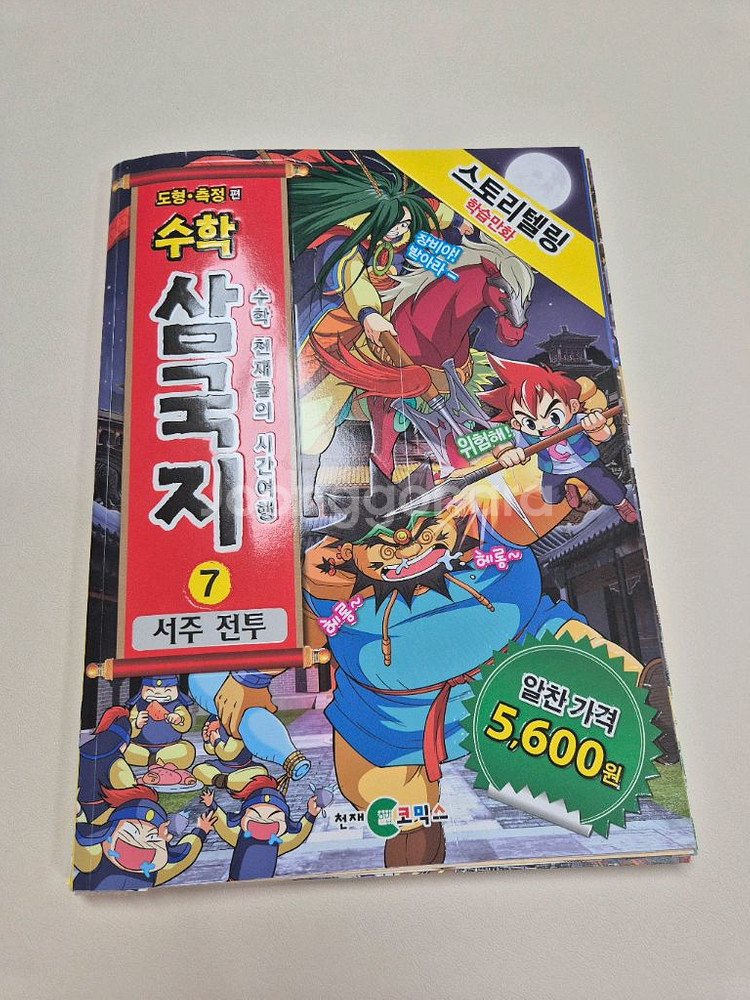 도형·측정 편
수학
삼국지
수학 천재들의 시간여행
7
서주 전투
스토리텔링
학습만화
장비야!
받아라-
위험해!
헤롱~
헤롱~
알찬 가격
5,600원
천재 코믹스
joonggonara